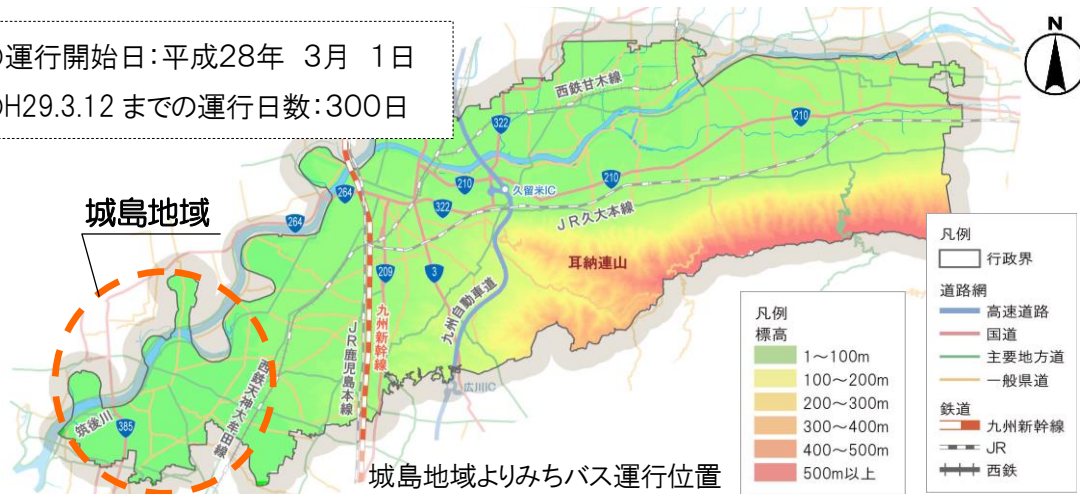 の運行開始日：平成28年 3月 1日
のH29.3.12 までの運行日数：300日
N
西鉄甘木線
322
210
264
210
久留米IC
210
322
JR久大本線
264
城島地域
耳納連山
209
3
九州自動車道
九州新幹線
JR鹿児島本線
広川IC
西鉄天神大牟田線
筑後川
385
城島地域よりみちバス運行位置
凡例
標高
1～100m
100～200m
200～300m
300～400m
400～500m
500m以上
凡例
行政界
道路網
高速道路
国道
主要地方道
一般県道
鉄道
九州新幹線
JR
西鉄